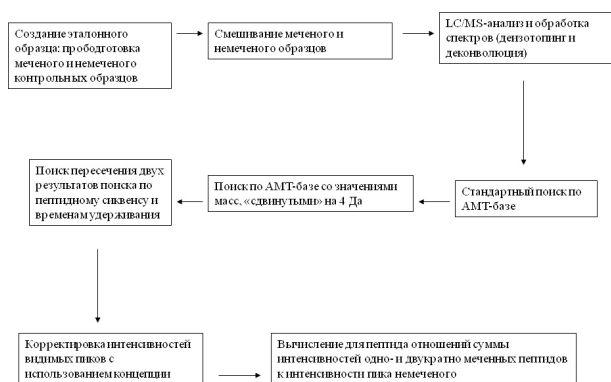 Создание эталонного
образца: прободготовка
меченого и немеченого
контрольных образцов
Смешивание меченого и
немеченого образцов
LC/MS-анализ и обработка
спектров (деизотопинг и
деконволюция)
Поиск пересечения двух
результатов поиска по
пептидному сиквенсу и
временам удерживания
Поиск по АМТ-базе со значениями
масс, «сдвинутыми» на 4 Да
Стандартный поиск по
АМТ-базе
Корректировка интенсивностей
видимых пиков с
использованием концепции
Вычисление для пептида отношений суммы
интенсивностей одно- и двукратно меченных пептидов
к интенсивности пика немеченого